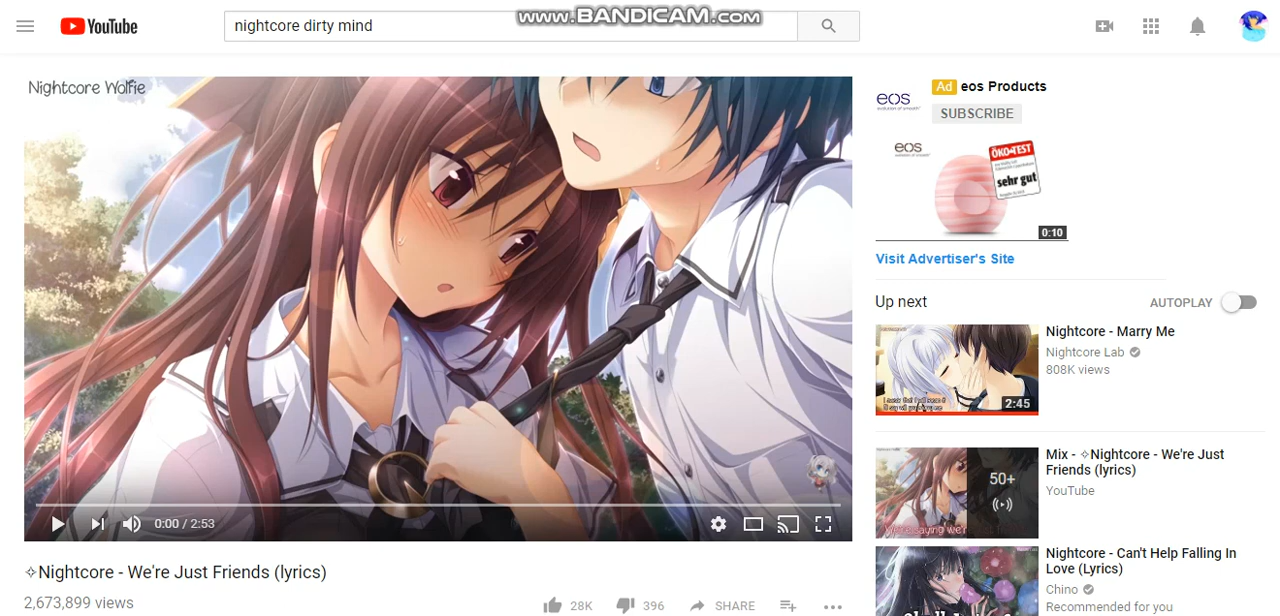 www.BANDICAM.com
YouTube
nightcore dirty mind
Nightcore Wolfie
0:00 / 2:53
✧Nightcore - We're Just Friends (lyrics)
2,673,899 views
28K
396
SHARE
eos
Ad eos Products
SUBSCRIBE
eos
ÖKO-TEST
sehr gut
0:10
Visit Advertiser's Site
Up next
AUTOPLAY
2:45
Nightcore - Marry Me
Nightcore Lab
808K views
50+
Mix - ✧Nightcore - We're Just
Friends (lyrics)
YouTube
Nightcore - Can't Help Falling In
Love (Lyrics)
Chino
Recommended for you